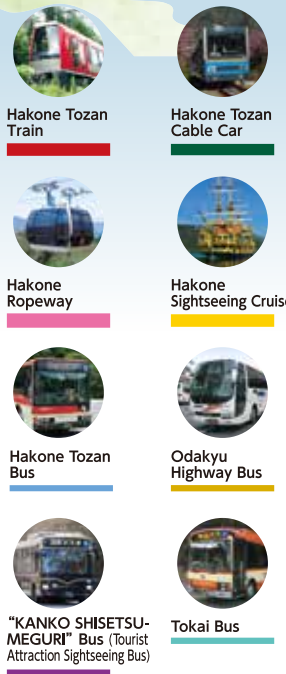 Hakone Tozan
Train
Hakone Tozan
Cable Car
Hakone
Ropeway
Hakone
Sightseeing Cruise
Hakone Tozan
Bus
Odakyu
Highway Bus
“KANKO SHISETSU-
MEGURI” Bus (Tourist
Attraction Sightseeing Bus)
Tokai Bus